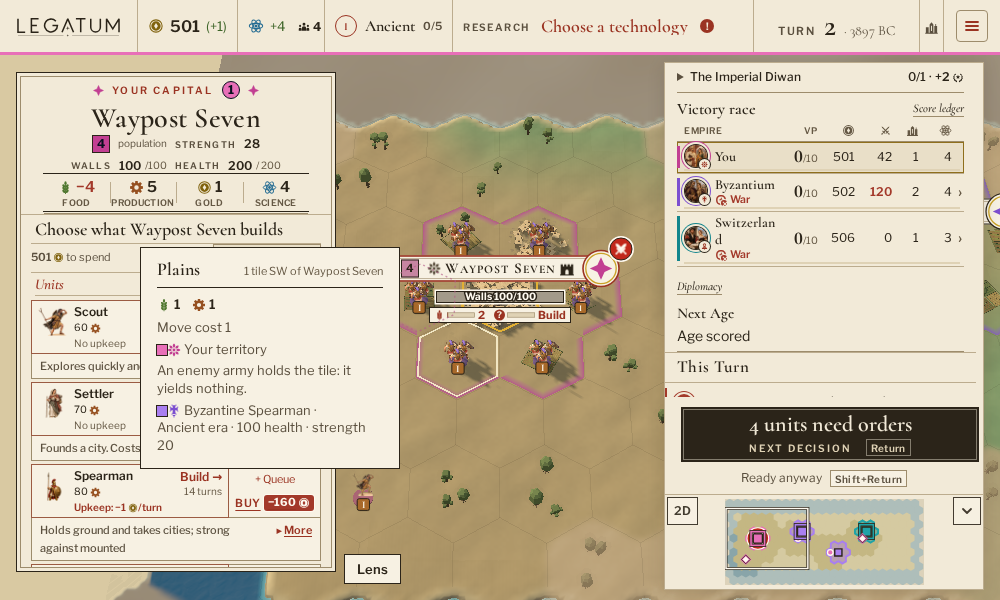 LEGATUM
501 (+1)
+4
4
I Ancient 0/5
RESEARCH Choose a technology !
TURN 2 · 3897 BC
YOUR CAPITAL 1
Waypost Seven
4 population STRENGTH 28
WALLS 100 /100 HEALTH 200 /200
−4 5 1 4
FOOD PRODUCTION GOLD SCIENCE
Choose what Waypost Seven builds
501 to spend
Units
Scout
60
No upkeep
Explores quickly an
Settler
70
No upkeep
Founds a city. Costs
Spearman Build →
80 14 turns
Upkeep: −1 /turn
+ Queue
BUY −160
Holds ground and takes cities; strong
against mounted
▸ More
Plains 1 tile SW of Waypost Seven
1 1
Move cost 1
Your territory
An enemy army holds the tile: it
yields nothing.
Byzantine Spearman ·
Ancient era · 100 health · strength
20
4 WAYPOST SEVEN
Walls 100/100
2 ? Build
I
I
I
I
I
I
I
Lens
The Imperial Diwan 0/1 · +2
Victory race Score ledger
EMPIRE VP
You 0/10 501 42 1 4
Byzantium 0/10 502 120 2 4 ›
War
Switzerlan
d 0/10 506 0 1 3 ›
War
Diplomacy
Next Age
Age scored
This Turn
4 units need orders
NEXT DECISION Return
Ready anyway Shift+Return
2D